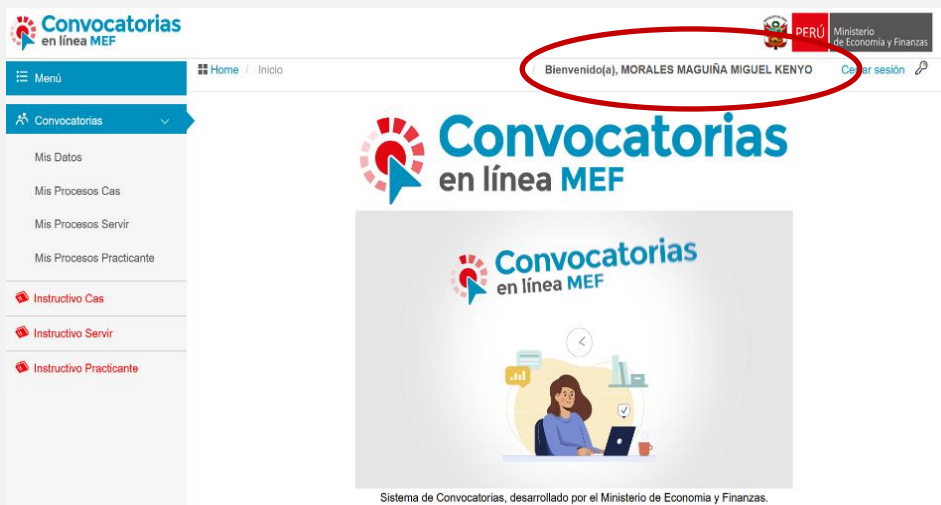 Convocatorias
en línea MEF
PERÚ
Ministerio
de Economía y Finanzas
Menú
Home / Inicio
/ Bienvenido(a), MORALES MAGUIÑA MIGUEL KENYO
Cerrar sesión
Convocatorias
Mis Datos
Mis Procesos Cas
Mis Procesos Servir
Mis Procesos Practicante
Instructivo Cas
Instructivo Servir
Instructivo Practicante
Convocatorias
en línea MEF
Convocatorias
en línea MEF
Sistema de Convocatorias, desarrollado por el Ministerio de Economia y Finanzas.